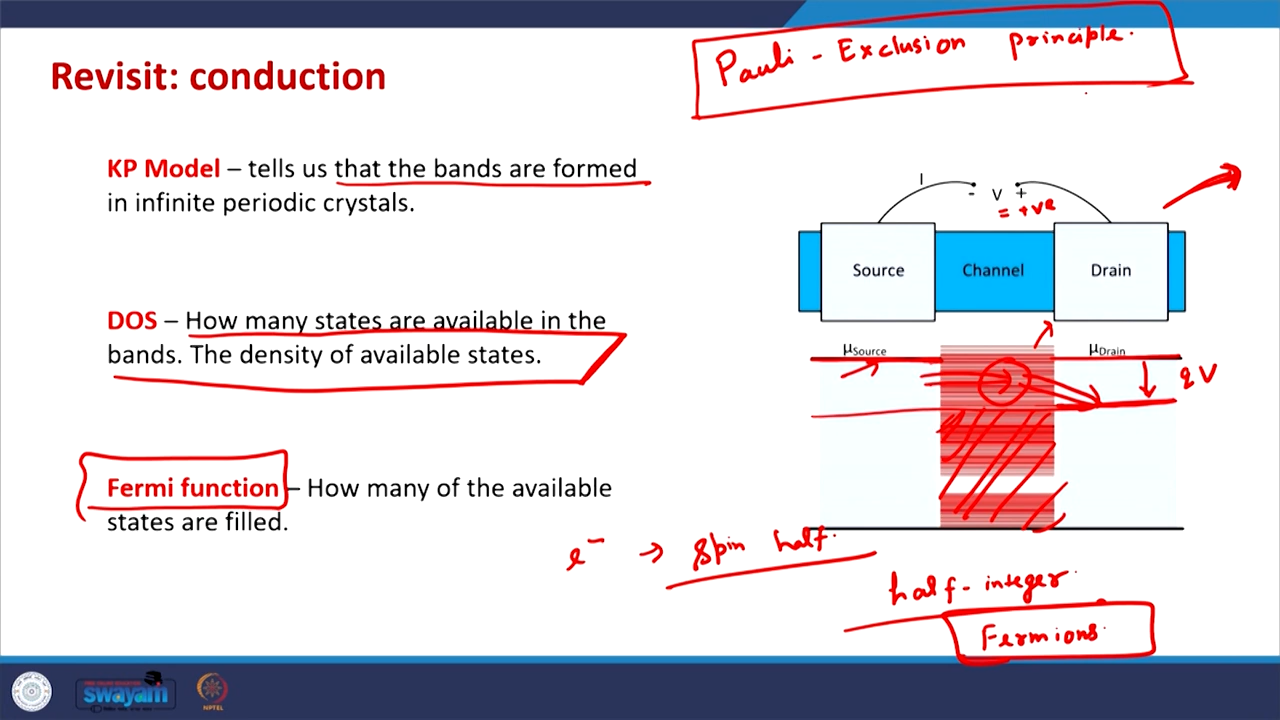 Pauli - Exclusion principle.
Revisit: conduction
KP Model – tells us that the bands are formed
in infinite periodic crystals.
I
- V +
= +ve
Source
Channel
Drain
DOS – How many states are available in the
bands. The density of available states.
μSource
μDrain
qV
Fermi function – How many of the available
states are filled.
e⁻ → spin half.
half-integer
Fermions
swayam
NPTEL